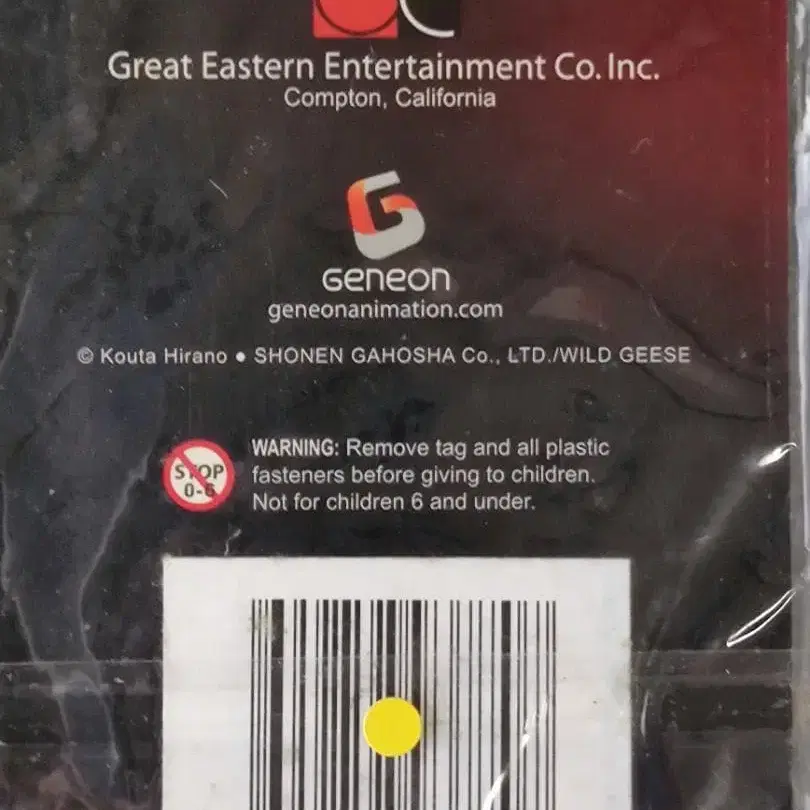 Great Eastern Entertainment Co. Inc.
Compton, California
GENEON
geneonanimation.com
© Kouta Hirano ● SHONEN GAHOSHA Co., LTD./WILD GEESE
STOP
0-6
WARNING: Remove tag and all plastic
fasteners before giving to children.
Not for children 6 and under.